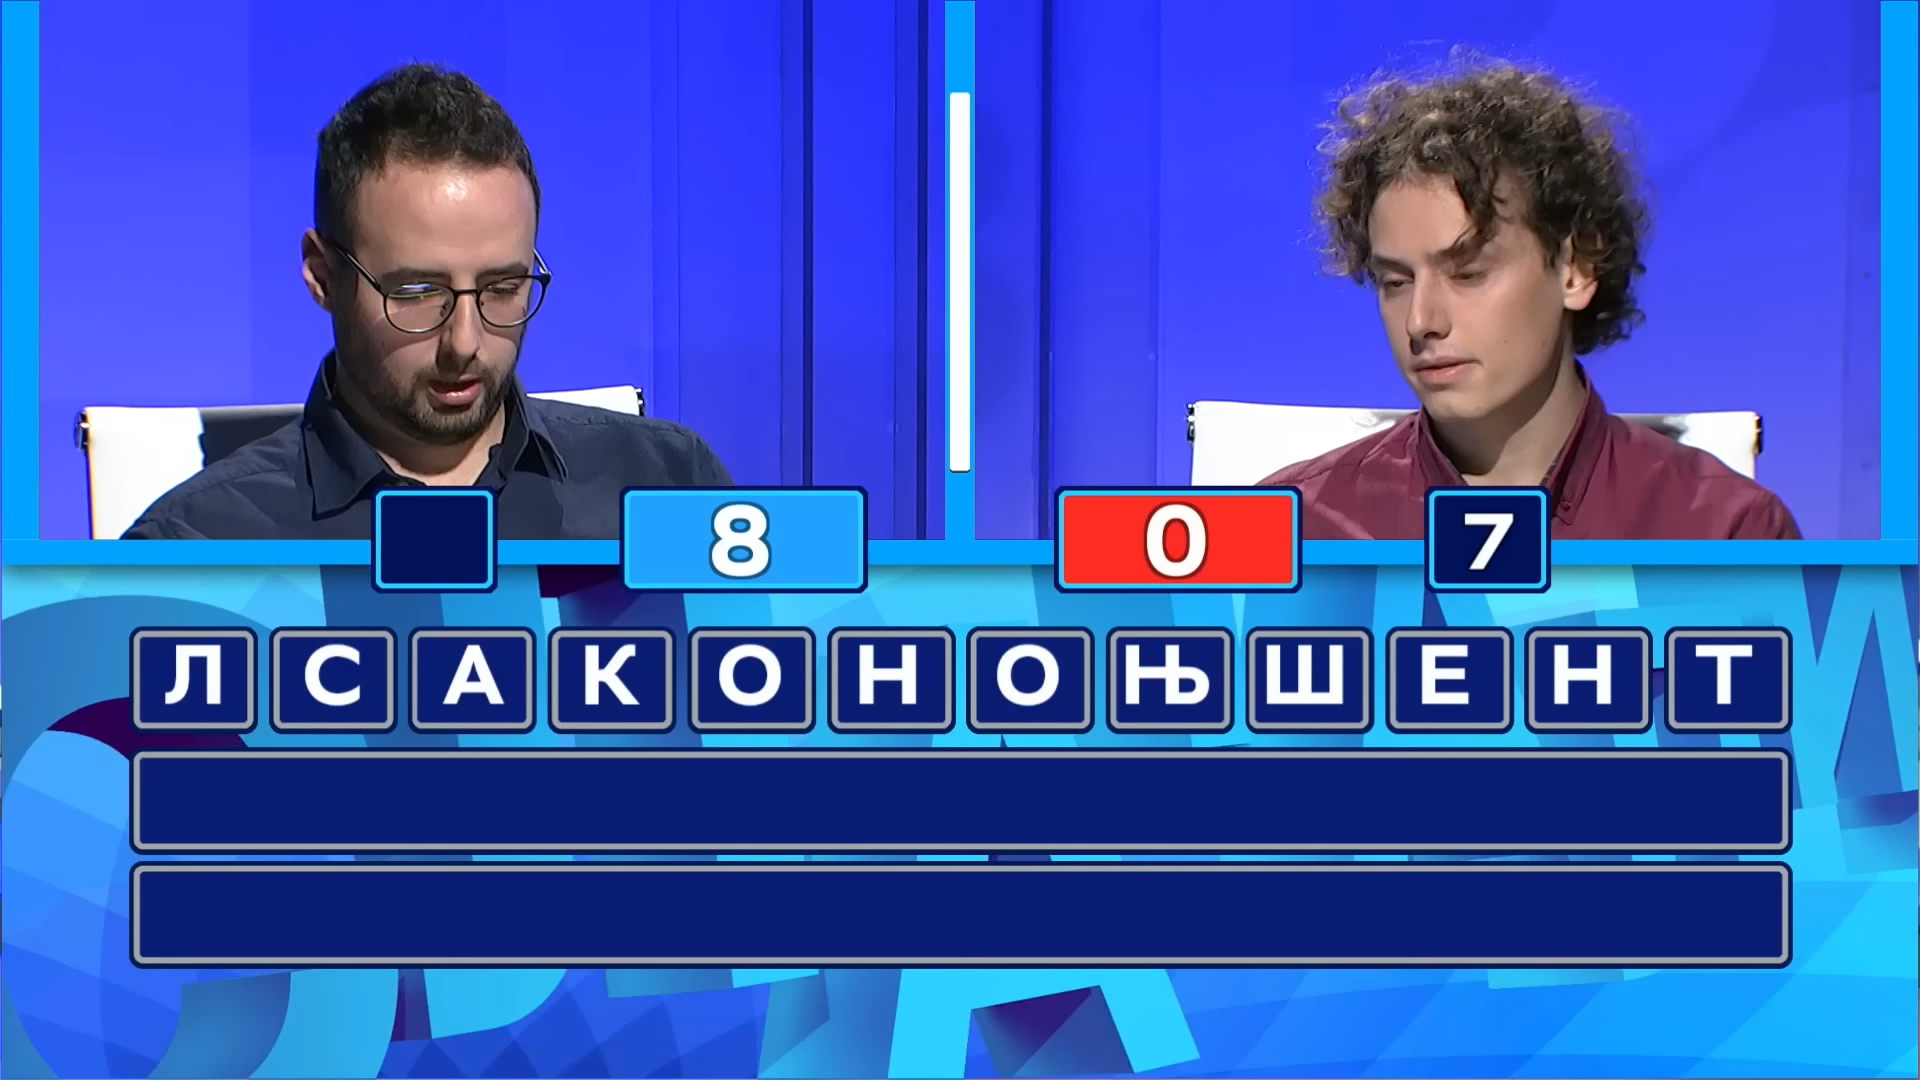 8 0 7
Л С А К О Н О Њ Ш Е Н Т